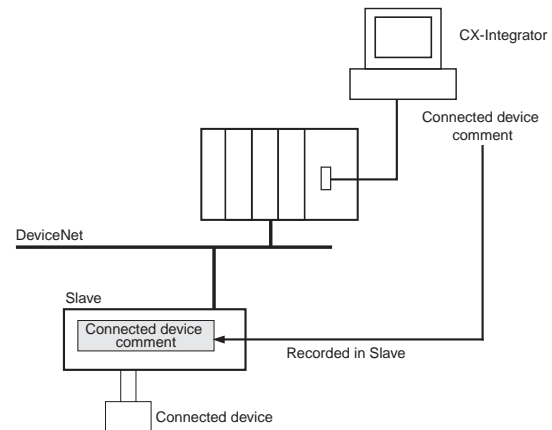 CX-Integrator
Connected device
comment
DeviceNet
Slave
Connected device
comment
Recorded in Slave
Connected device